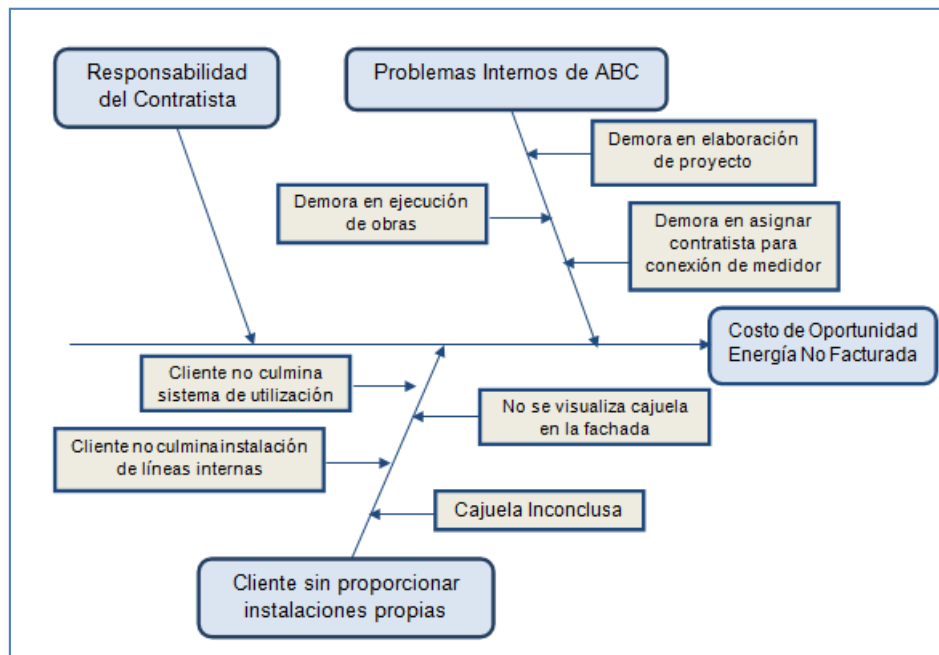 Responsabilidad
del Contratista
Problemas Internos de ABC
Demora en elaboración
de proyecto
Demora en ejecución
de obras
Demora en asignar
contratista para
conexión de medidor
Costo de Oportunidad
Energía No Facturada
Cliente no culmina
sistema de utilización
No se visualiza cajuela
en la fachada
Cliente no culmina instalación
de líneas internas
Cajuela Inconclusa
Cliente sin proporcionar
instalaciones propias